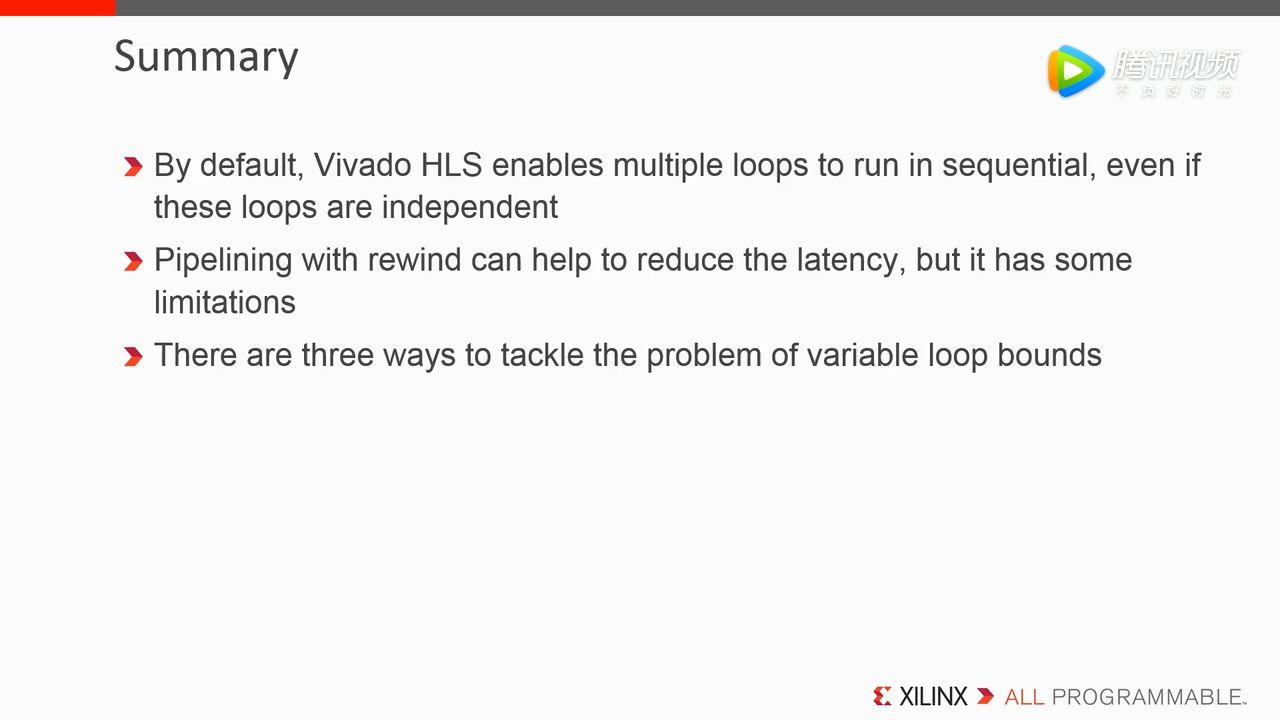 Summary
腾讯视频
不负好时光
By default, Vivado HLS enables multiple loops to run in sequential, even if
these loops are independent
Pipelining with rewind can help to reduce the latency, but it has some
limitations
There are three ways to tackle the problem of variable loop bounds
XILINX ALL PROGRAMMABLE™